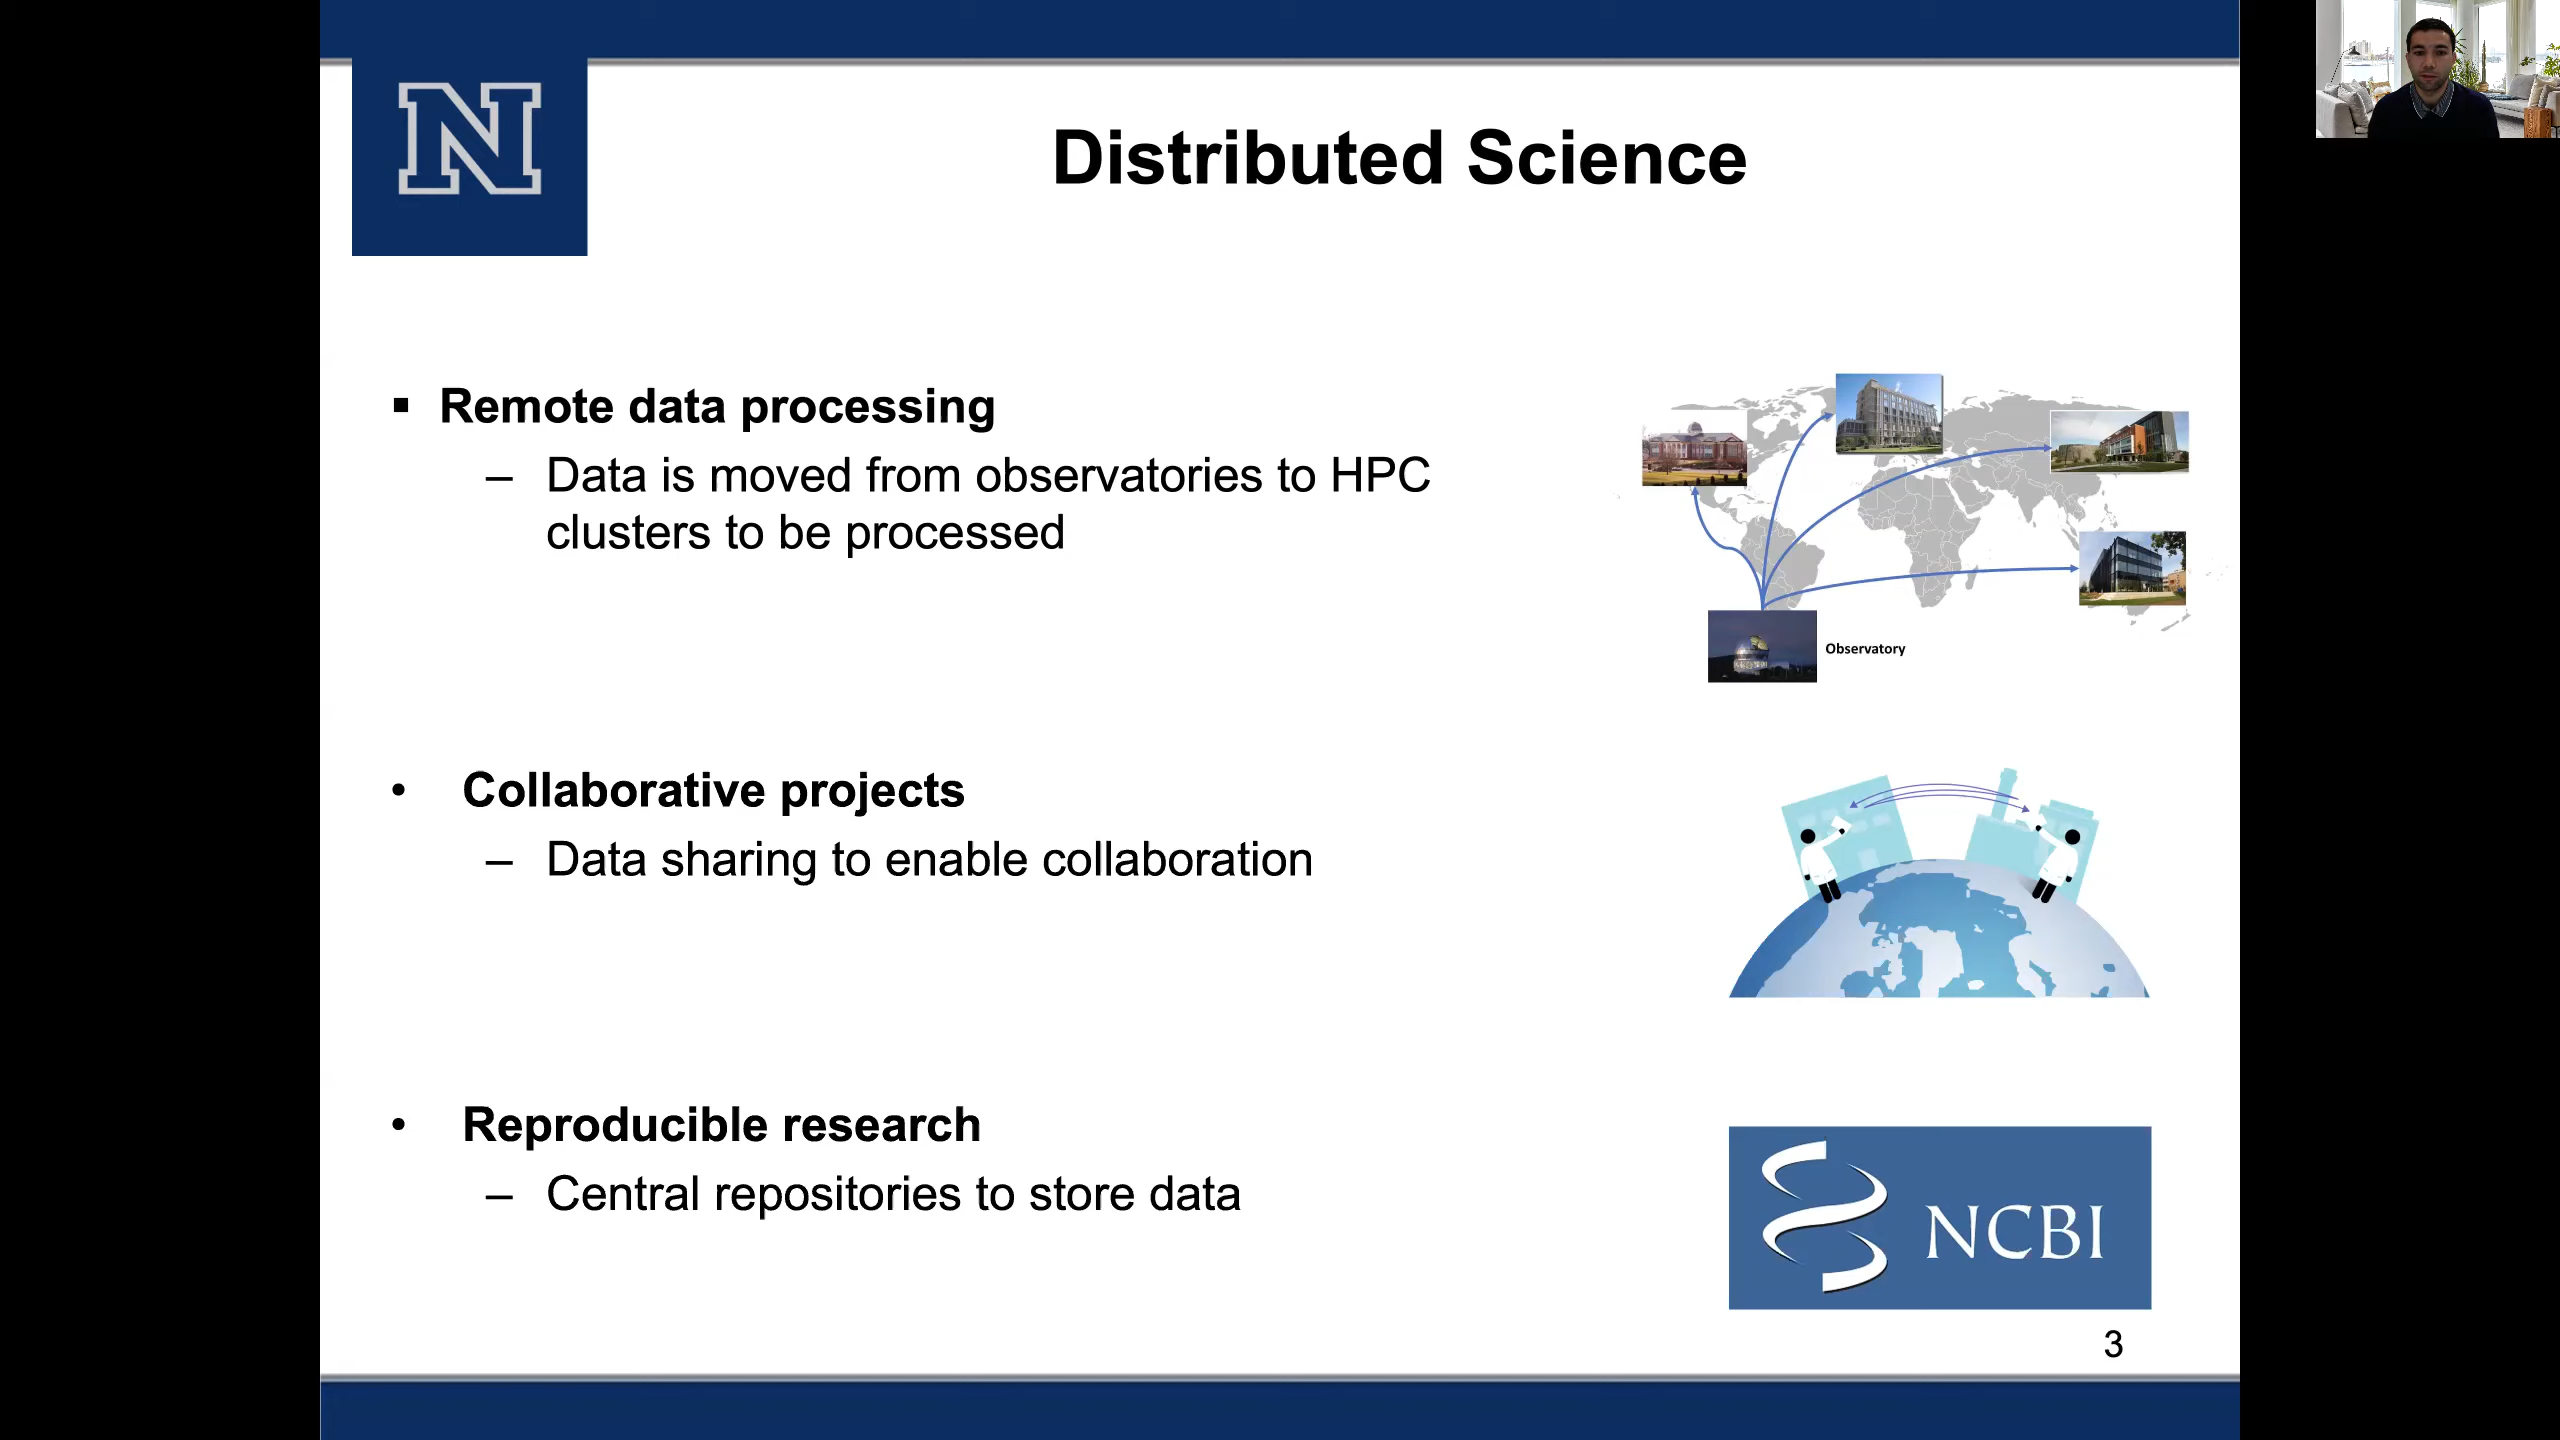 N
Distributed Science
▪ Remote data processing
– Data is moved from observatories to HPC
clusters to be processed
Observatory
• Collaborative projects
– Data sharing to enable collaboration
• Reproducible research
– Central repositories to store data
NCBI
3